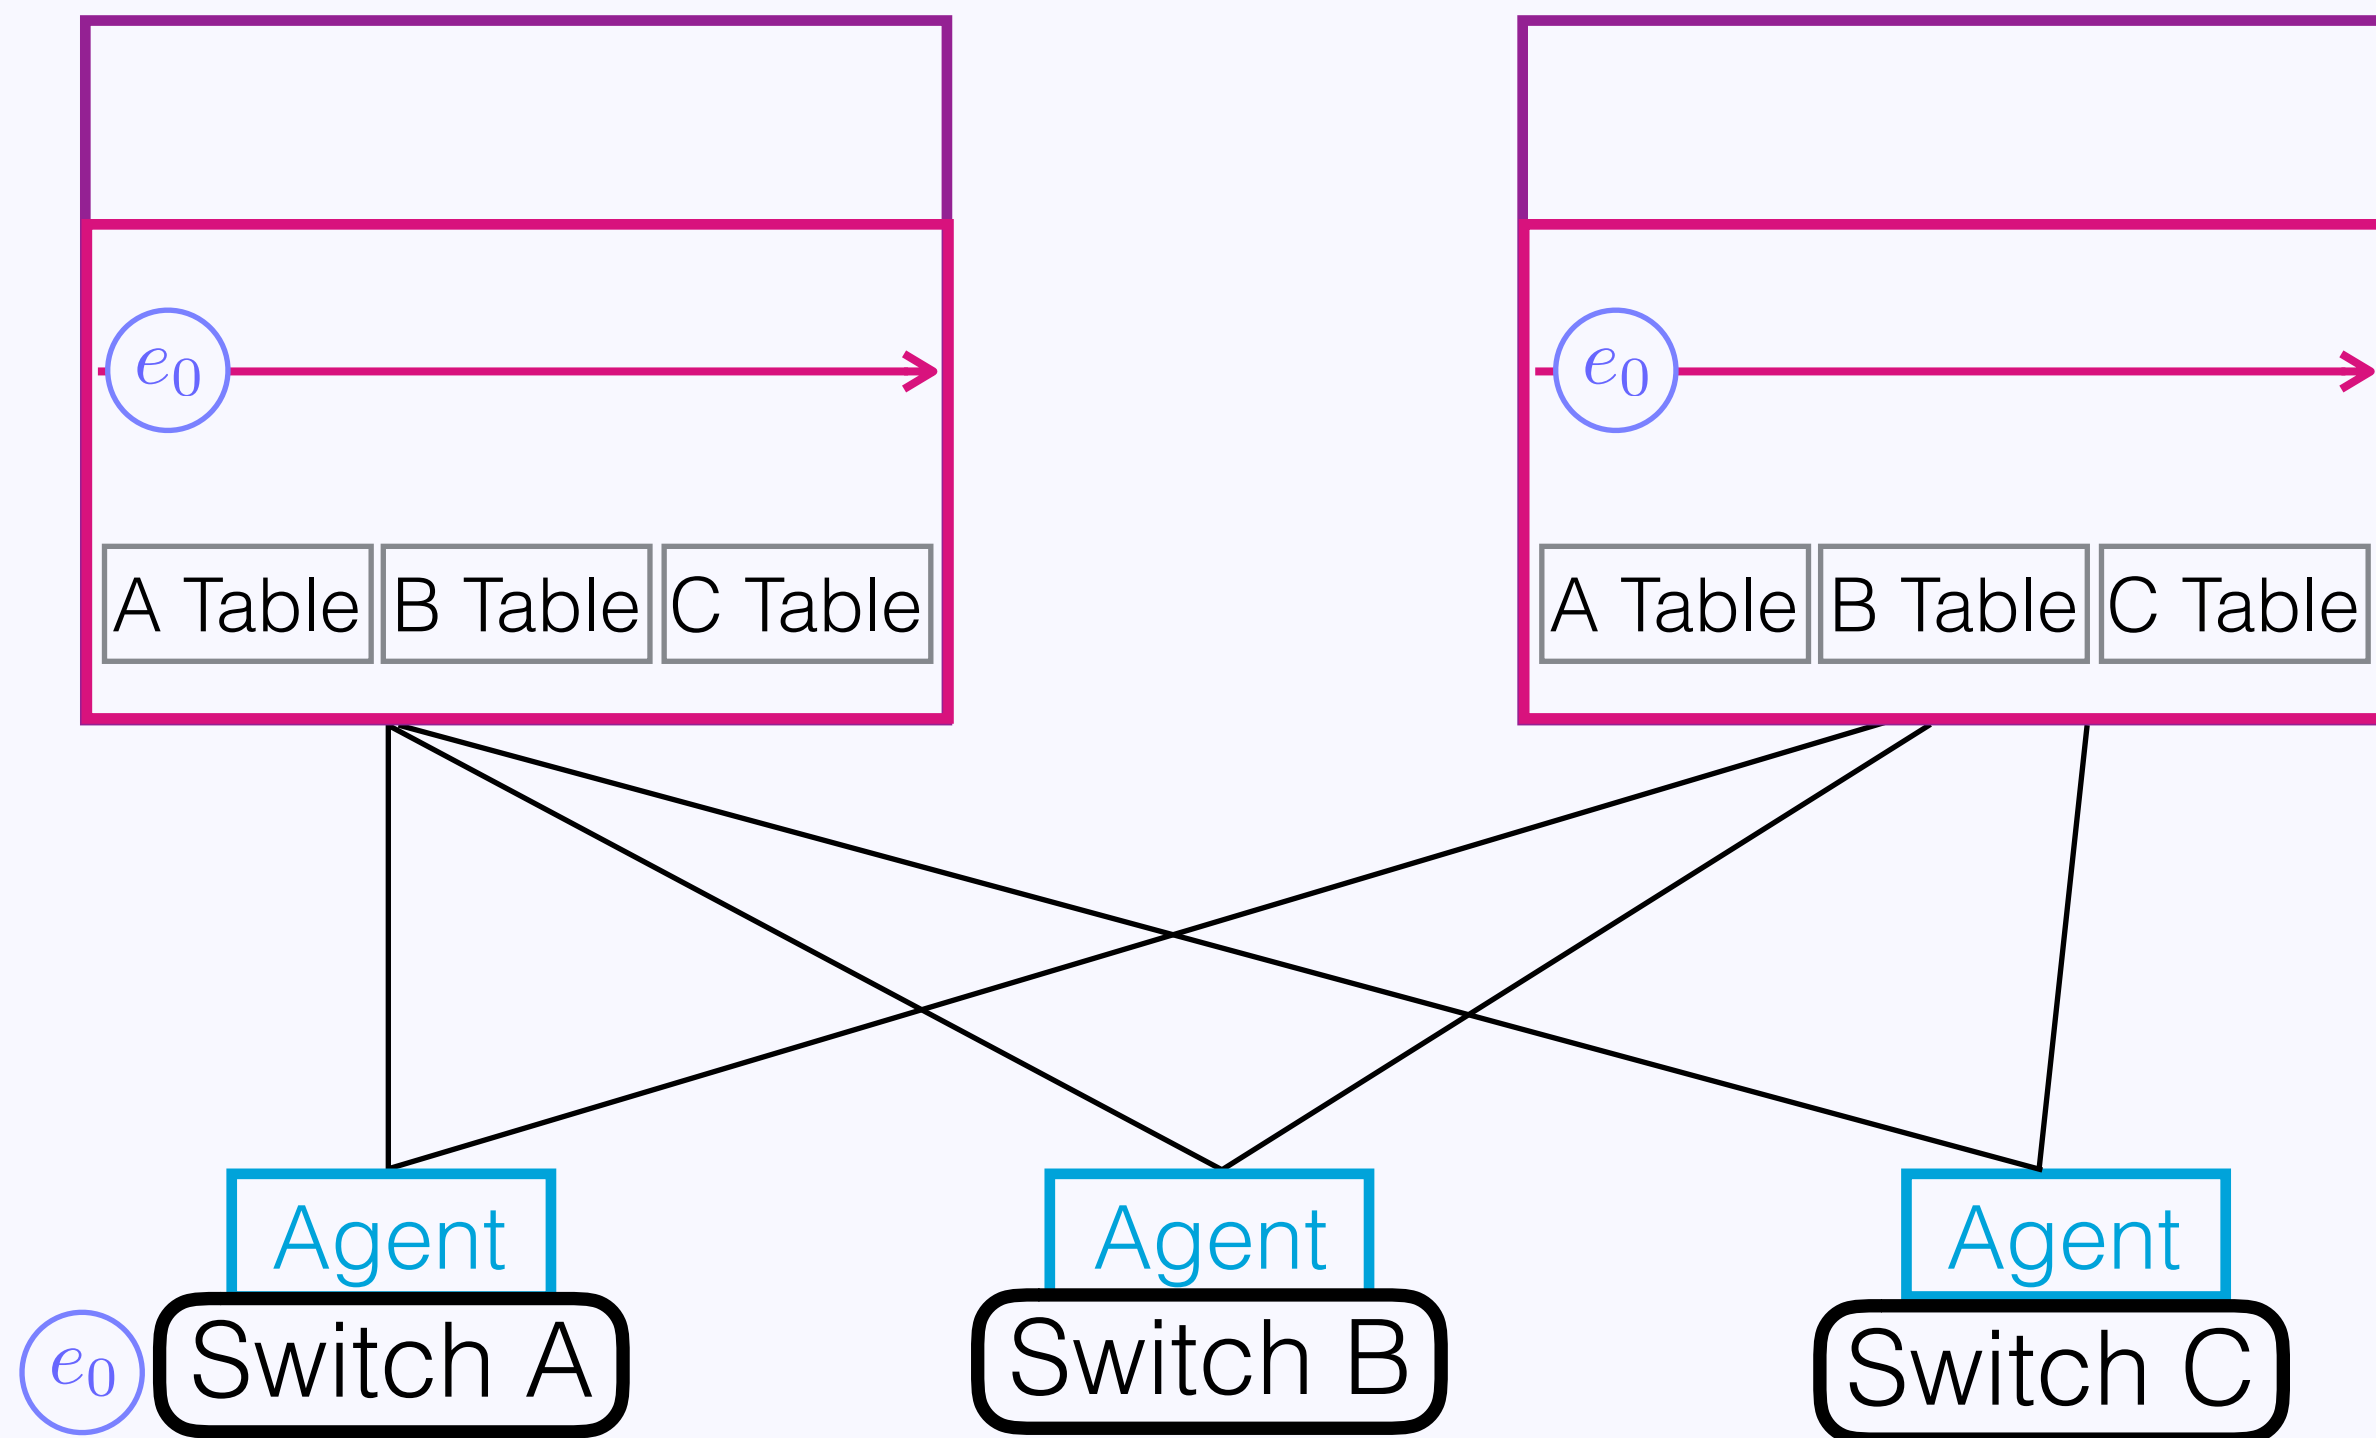 e0
e0
A Table B Table C Table
A Table B Table C Table
Agent
Agent
Agent
e0
Switch A
Switch B
Switch C